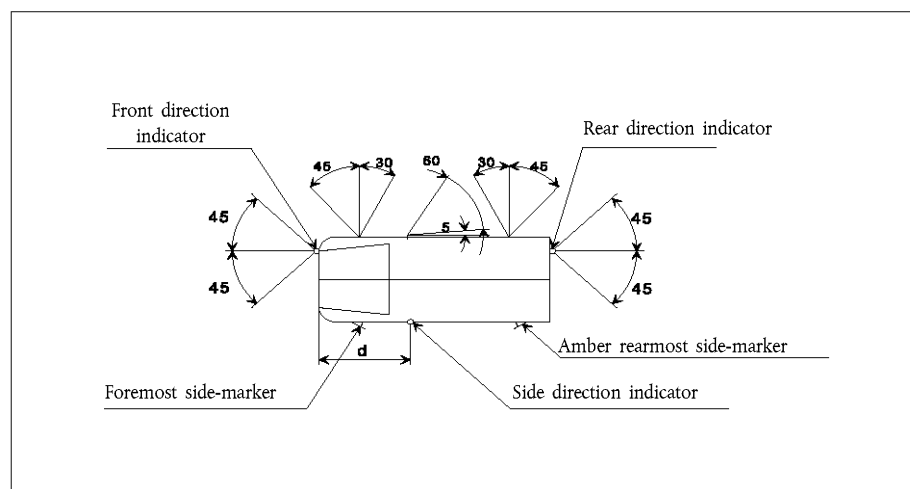 Front direction
indicator
Rear direction indicator
45
30
60
30
45
45
45
5
45
45
d
Amber rearmost side-marker
Foremost side-marker
Side direction indicator